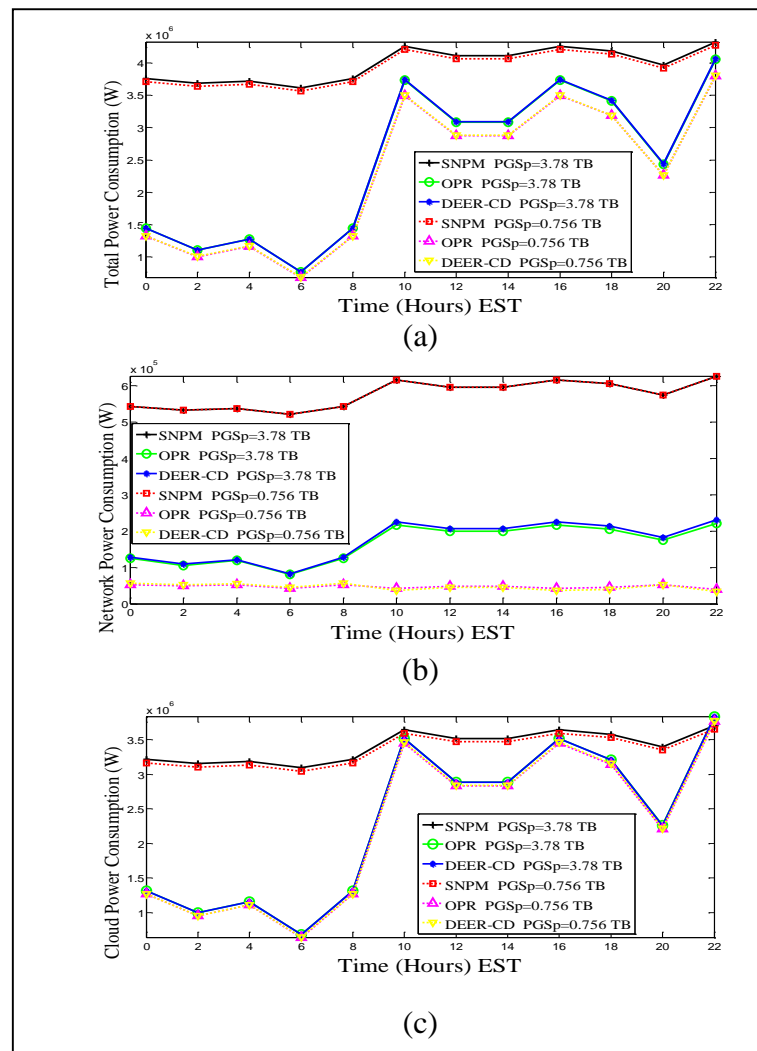 x 10^6
4
3.5
3
2.5
2
1.5
1
Total Power Consumption (W)
SNPM PGSp=3.78 TB
OPR PGSp=3.78 TB
DEER-CD PGSp=3.78 TB
SNPM PGSp=0.756 TB
OPR PGSp=0.756 TB
DEER-CD PGSp=0.756 TB
0 2 4 6 8 10 12 14 16 18 20 22
Time (Hours) EST
(a)
x 10^5
6
5
4
3
2
1
0
Network Power Consumption (W)
SNPM PGSp=3.78 TB
OPR PGSp=3.78 TB
DEER-CD PGSp=3.78 TB
SNPM PGSp=0.756 TB
OPR PGSp=0.756 TB
DEER-CD PGSp=0.756 TB
0 2 4 6 8 10 12 14 16 18 20 22
Time (Hours) EST
(b)
x 10^6
3.5
3
2.5
2
1.5
1
Cloud Power Consumption (W)
SNPM PGSp=3.78 TB
OPR PGSp=3.78 TB
DEER-CD PGSp=3.78 TB
SNPM PGSp=0.756 TB
OPR PGSp=0.756 TB
DEER-CD PGSp=0.756 TB
0 2 4 6 8 10 12 14 16 18 20 22
Time (Hours) EST
(c)